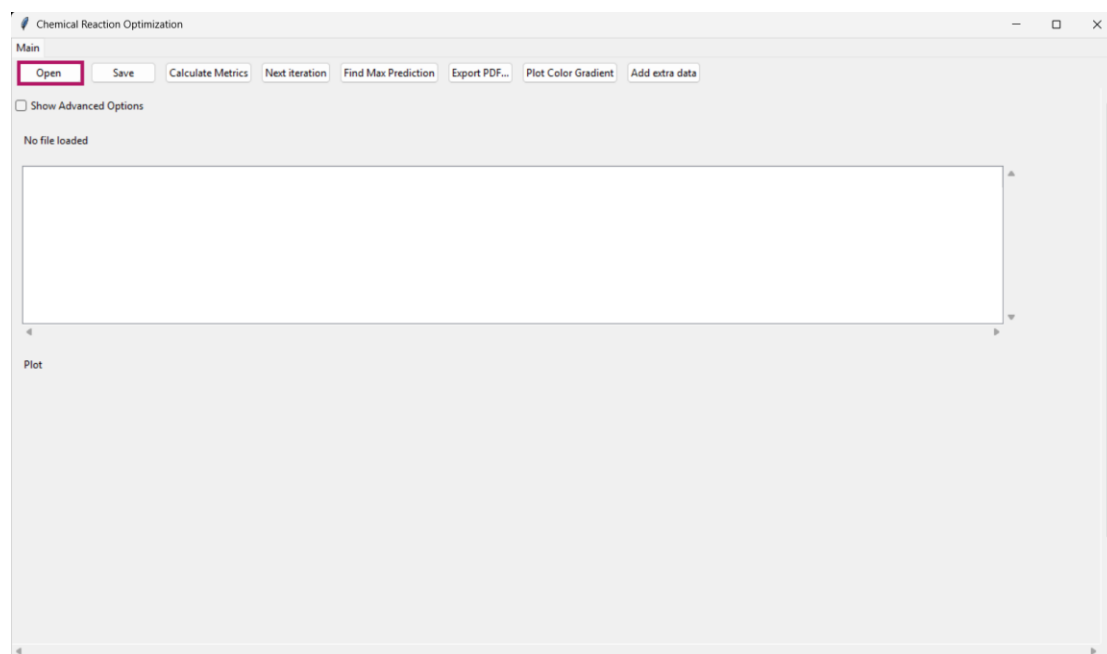 Chemical Reaction Optimization
Main
Open Save Calculate Metrics Next iteration Find Max Prediction Export PDF... Plot Color Gradient Add extra data
Show Advanced Options
No file loaded
Plot